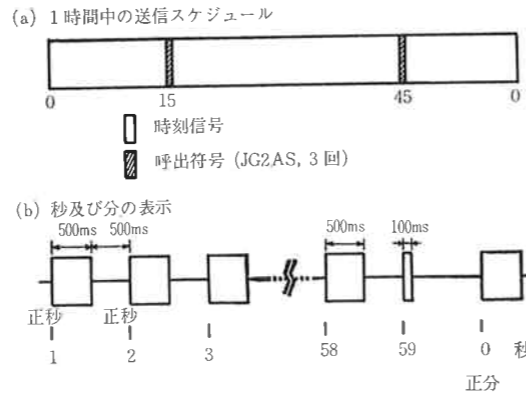 (a) 1時間中の送信スケジュール
0 15 45 0
時刻信号
呼出符号 (JG2AS, 3回)
(b) 秒及び分の表示
500ms 500ms 500ms 100ms
正秒 正秒
1 2 3 58 59 0 秒
正分